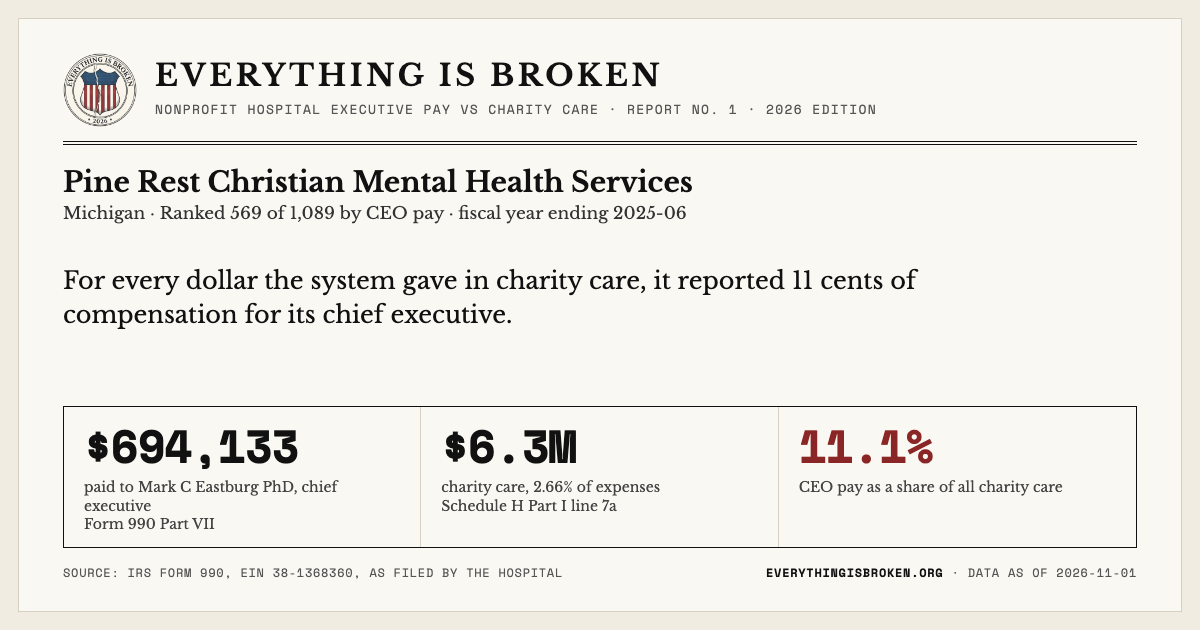 EVERYTHING IS BROKEN
2026
EVERYTHING IS BROKEN
NONPROFIT HOSPITAL EXECUTIVE PAY VS CHARITY CARE · REPORT NO. 1 · 2026 EDITION
Pine Rest Christian Mental Health Services
Michigan · Ranked 569 of 1,089 by CEO pay · fiscal year ending 2025-06
For every dollar the system gave in charity care, it reported 11 cents of
compensation for its chief executive.
$694,133
paid to Mark C Eastburg PhD, chief
executive
Form 990 Part VII
$6.3M
charity care, 2.66% of expenses
Schedule H Part I line 7a
11.1%
CEO pay as a share of all charity care
SOURCE: IRS FORM 990, EIN 38-1368360, AS FILED BY THE HOSPITAL
EVERYTHINGISBROKEN.ORG · DATA AS OF 2026-11-01